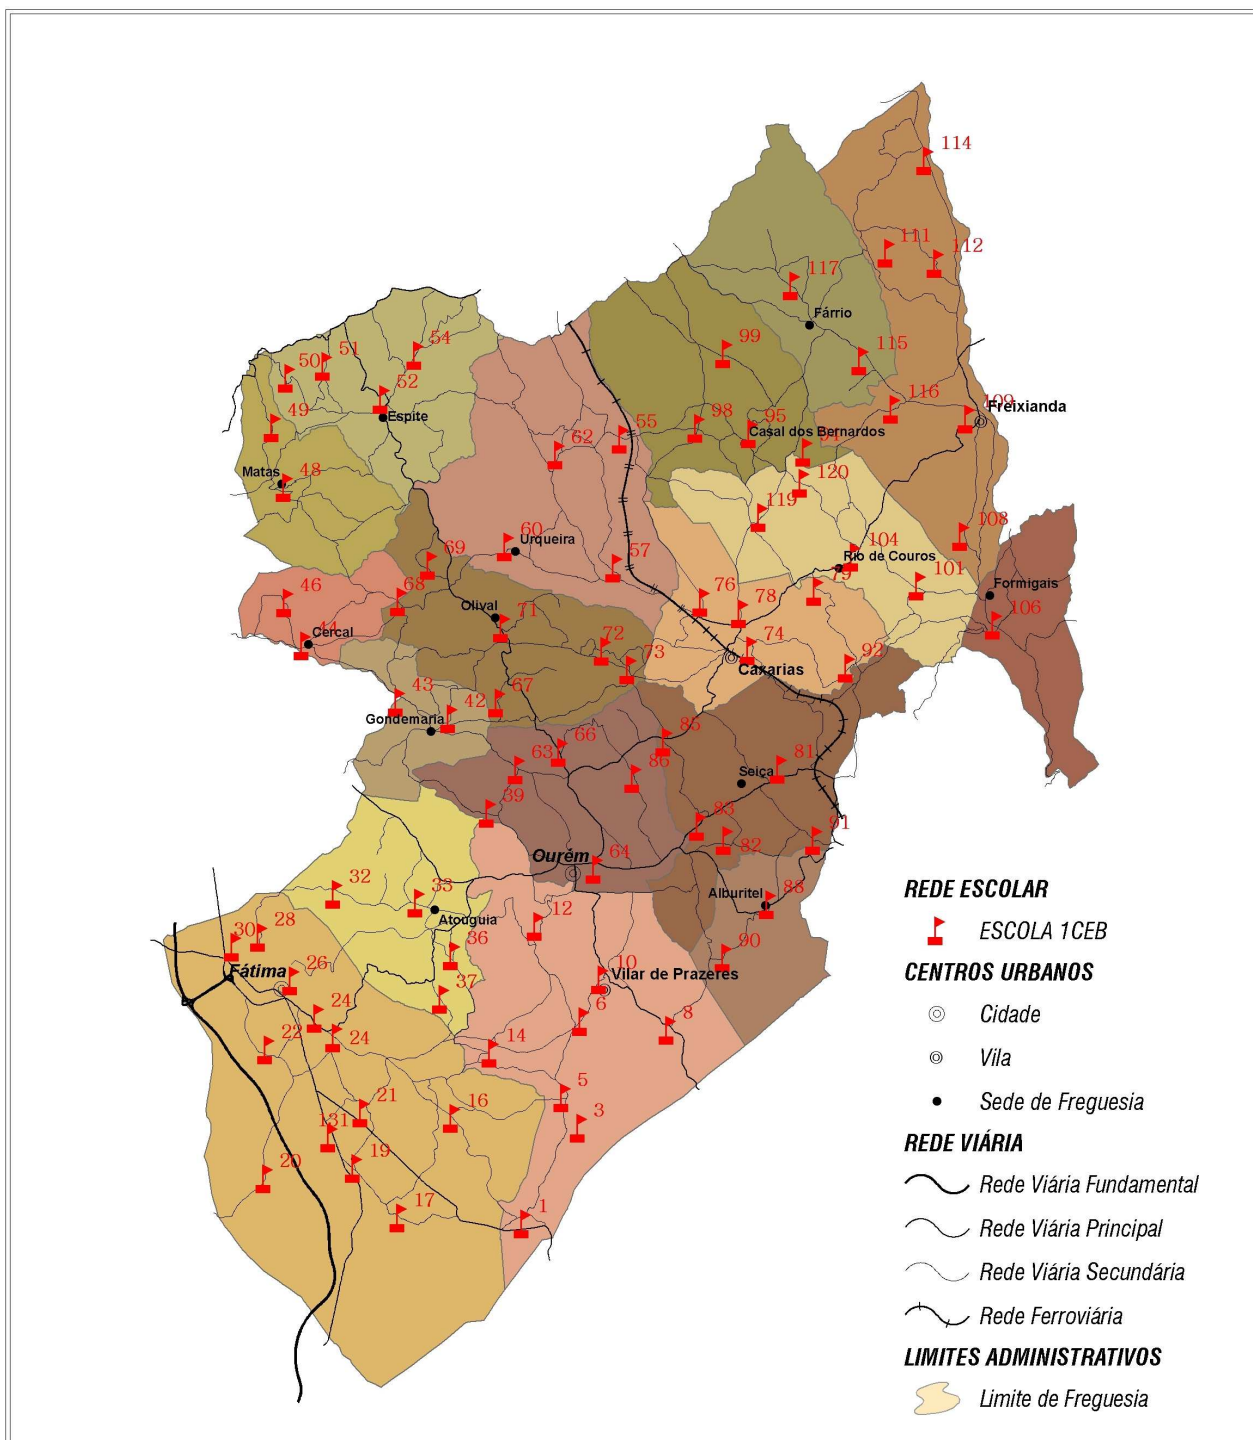 114
111
112
117
Fárrio
99
115
54
51
50
52
116
109
Freixianda
Espite
49
98
95
Casal dos Bernardos
55
62
94
Matas
48
120
119
108
60
Urqueira
104
Rio de Couros
57
69
101
79
Formigais
46
68
76
78
106
Olival
71
44
Cercal
72
74
73
Caxarias
92
43
67
42
Gondemaria
66
85
63
81
86
Seiça
39
83
82
91
Ourém
64
32
33
88
Alburitel
Atouguia
12
28
30
36
90
Fátima
26
10
Vilar de Prazeres
37
24
6
8
22
24
14
5
21
16
3
131
19
20
17
1
REDE ESCOLAR
ESCOLA 1CEB
CENTROS URBANOS
Cidade
Vila
Sede de Freguesia
REDE VIÁRIA
Rede Viária Fundamental
Rede Viária Principal
Rede Viária Secundária
Rede Ferroviária
LIMITES ADMINISTRATIVOS
Limite de Freguesia